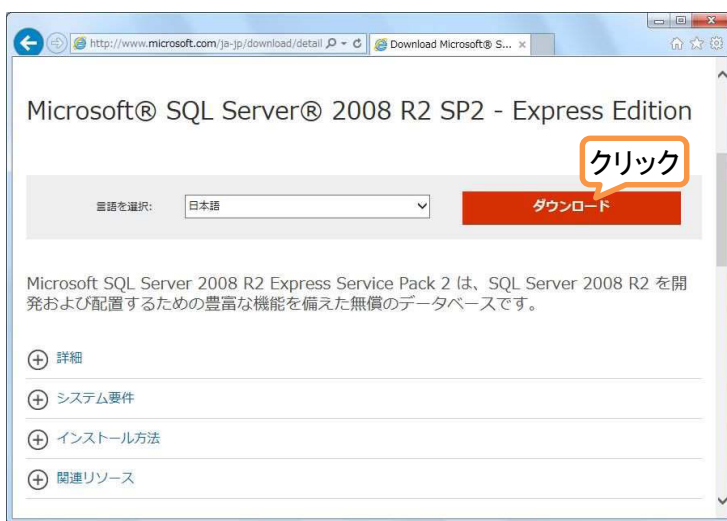 http://www.microsoft.com/ja-jp/download/detail
Download Microsoft® S...
Microsoft® SQL Server® 2008 R2 SP2 - Express Edition
クリック
言語を選択:
日本語
ダウンロード
Microsoft SQL Server 2008 R2 Express Service Pack 2 は、SQL Server 2008 R2 を開
発および配置するための豊富な機能を備えた無償のデータベースです。
詳細
システム要件
インストール方法
関連リソース